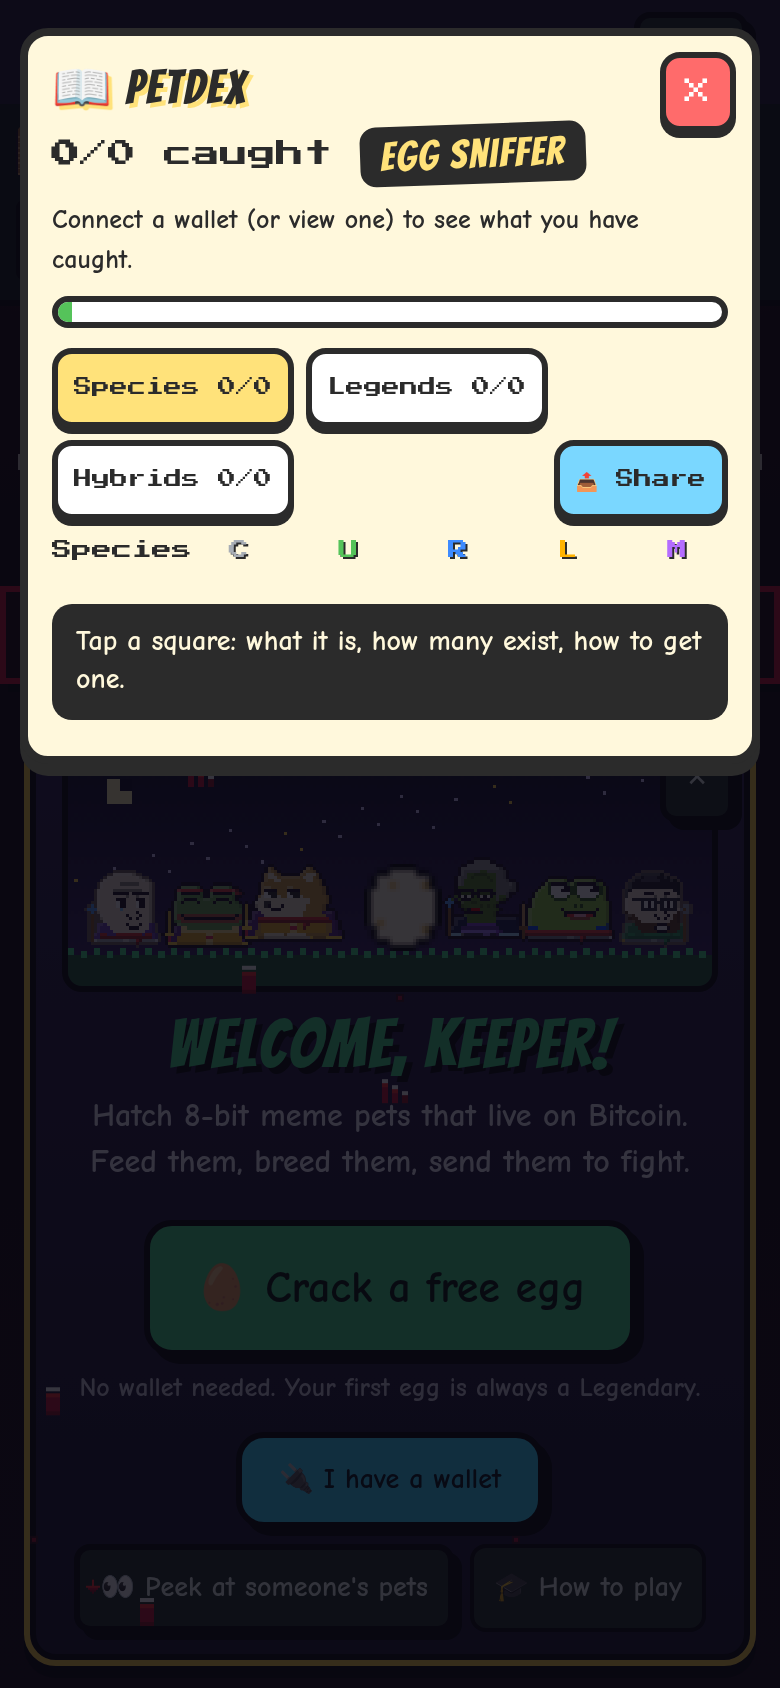 PETDEX
0/0 caught EGG SNIFFER
Connect a wallet (or view one) to see what you have
caught.
Species 0/0 Legends 0/0
Hybrids 0/0 Share
Species C U R L M
Tap a square: what it is, how many exist, how to get
one.
WELCOME, KEEPER!
Hatch 8-bit meme pets that live on Bitcoin.
Feed them, breed them, send them to fight.
Crack a free egg
No wallet needed. Your first egg is always a Legendary.
I have a wallet
Peek at someone's pets How to play